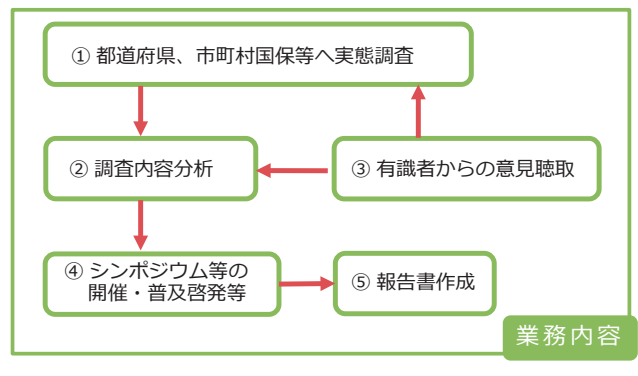 ① 都道府県、市町村国保等へ実態調査
② 調査内容分析
③ 有識者からの意見聴取
④ シンポジウム等の
開催・普及啓発等
⑤ 報告書作成
業務内容